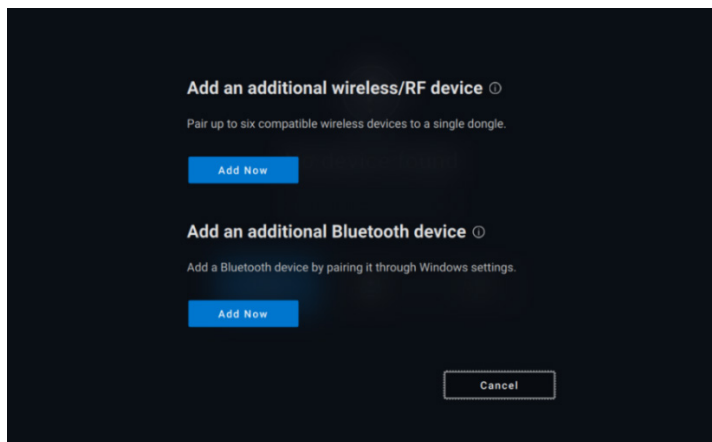 Add an additional wireless/RF device ⓘ
Pair up to six compatible wireless devices to a single dongle.
Add Now
Add an additional Bluetooth device ⓘ
Add a Bluetooth device by pairing it through Windows settings.
Add Now
Cancel